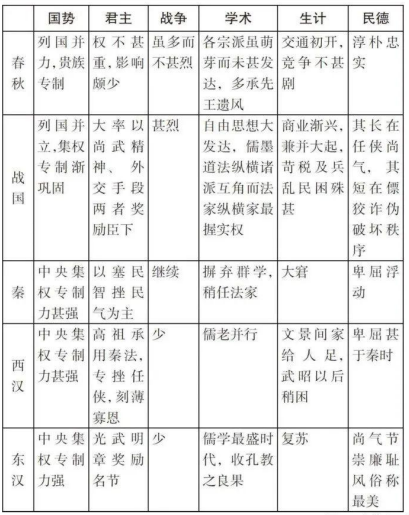 国势
君主
战争
学术
生计
民德
春
秋
列国并
力,贵族
专制
权不甚
重,影响
颇少
虽多而
不甚烈
各宗派虽萌
芽而未甚发
达,多承先
王遗风
交通初开,
竞争不甚
剧
淳朴忠
实
战
国
列国并
立,集权
专制渐
巩固
大率以
尚武精
神、外
交手段
两者奖
励臣下
甚烈
自由思想大
发达,儒墨
道法纵横诸
派互角而法
家纵横家最
握实权
商业渐兴,
兼并大起,
苛税及兵
乱民困殊
甚
其长在
任侠尚
气,其
短在僄
狡诈伪
破坏秩
序
秦
中央集
权专制
力甚强
以塞民
智挫民
气为主
继续
摒弃群学,
稍任法家
大窘
卑屈浮
动
西
汉
中央集
权专制
力甚强
高祖承
用秦法,
专挫任
侠,刻薄
寡恩
少
儒老并行
文景间家
给人足,
武昭以后
稍困
卑屈甚
于秦时
东
汉
中央集
权专制
力强
光武明
章奖励
名节
少
儒学最盛时
代,收孔教
之良果
复苏
尚气节
崇廉耻
风俗称
最美